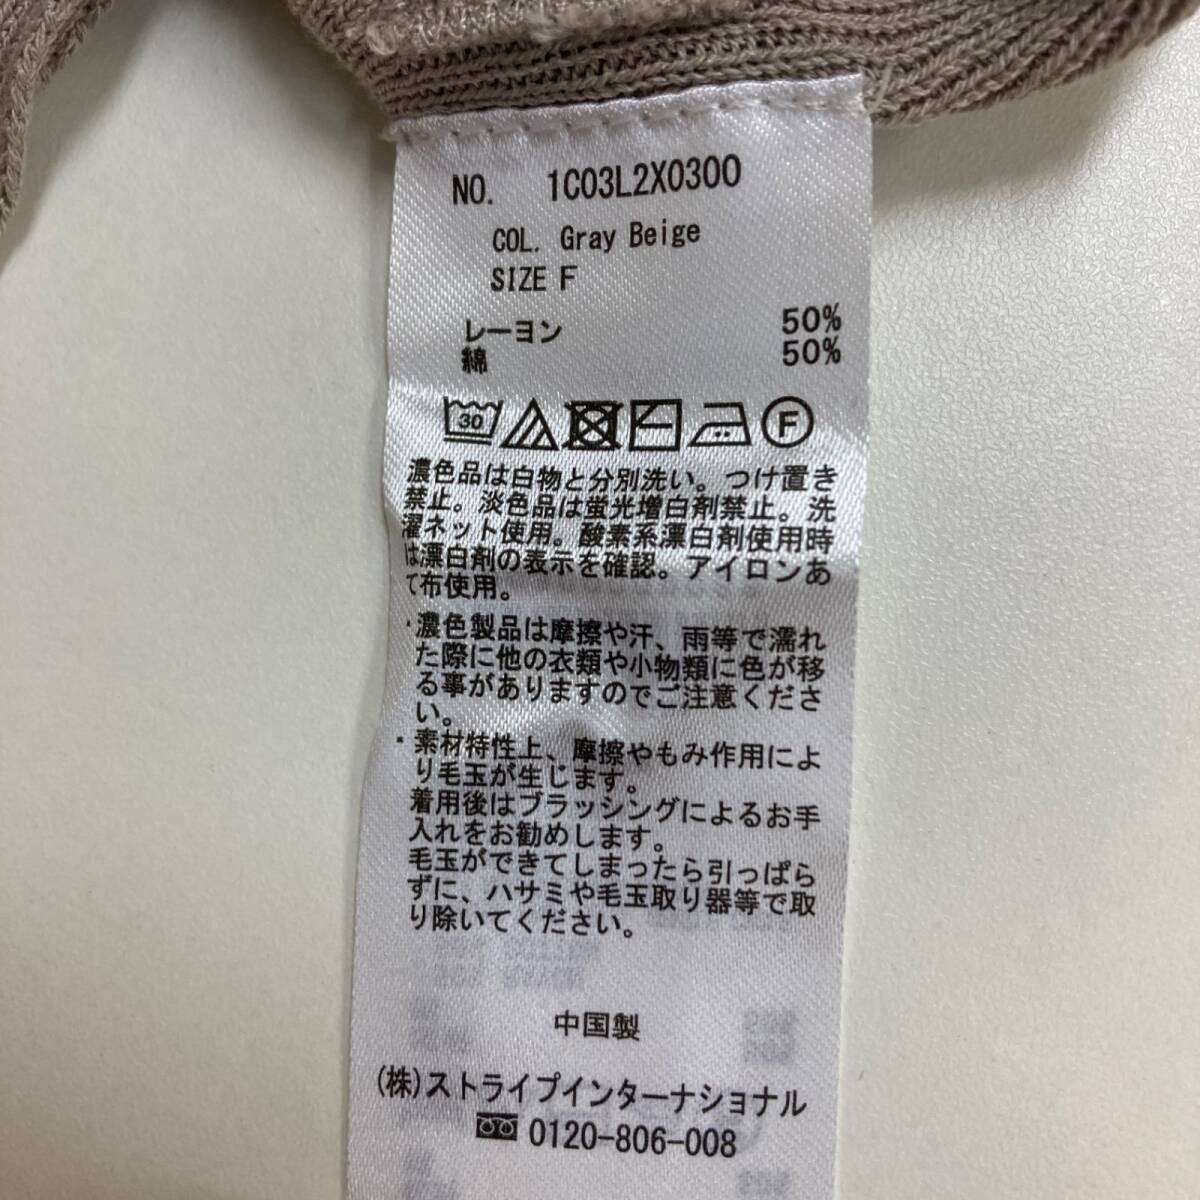 NO. 1C03L2X0300
COL. Gray Beige
SIZE F
レーヨン 50%
綿 50%
30 F
濃色品は白物と分別洗い。つけ置き
禁止。淡色品は蛍光増白剤禁止。洗
濯ネット使用。酸素系漂白剤使用時
は漂白剤の表示を確認。アイロンあ
て布使用。
・濃色製品は摩擦や汗、雨等で濡れ
た際に他の衣類や小物類に色が移
る事がありますのでご注意くださ
い。
・素材特性上、摩擦やもみ作用によ
り毛玉が生じます。
着用後はブラッシングによるお手
入れをお勧めします。
毛玉ができてしまったら引っぱら
ずに、ハサミや毛玉取り器等で取
り除いてください。
中国製
(株)ストライプインターナショナル
0120-806-008